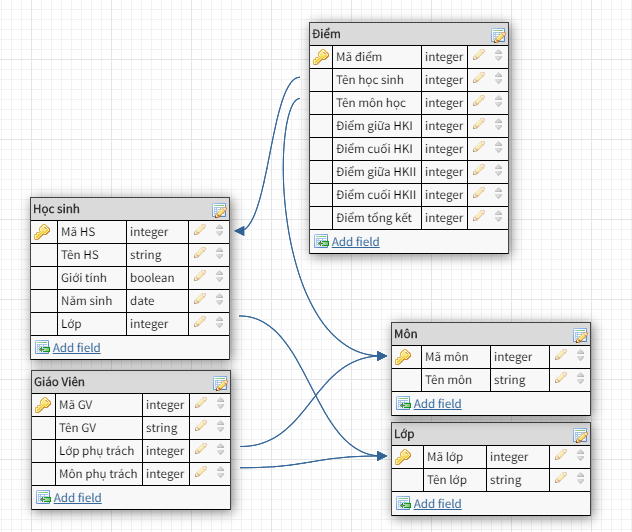 Điểm
Mã điểm integer
Tên học sinh integer
Tên môn học integer
Điểm giữa HKI integer
Điểm cuối HKI integer
Điểm giữa HKII integer
Điểm cuối HKII integer
Điểm tổng kết integer
Add field
Học sinh
Mã HS integer
Tên HS string
Giới tính boolean
Năm sinh date
Lớp integer
Add field
Giáo Viên
Mã GV integer
Tên GV string
Lớp phụ trách integer
Môn phụ trách integer
Add field
Môn
Mã môn integer
Tên môn string
Add field
Lớp
Mã lớp integer
Tên lớp string
Add field